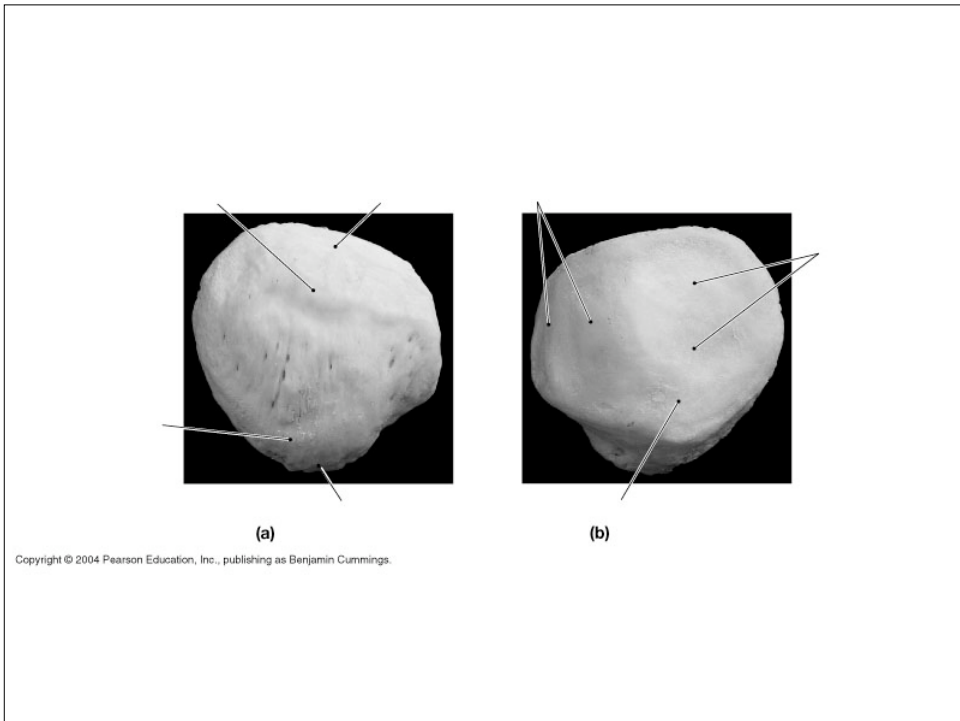 (a)
(b)
Copyright © 2004 Pearson Education, Inc., publishing as Benjamin Cummings.